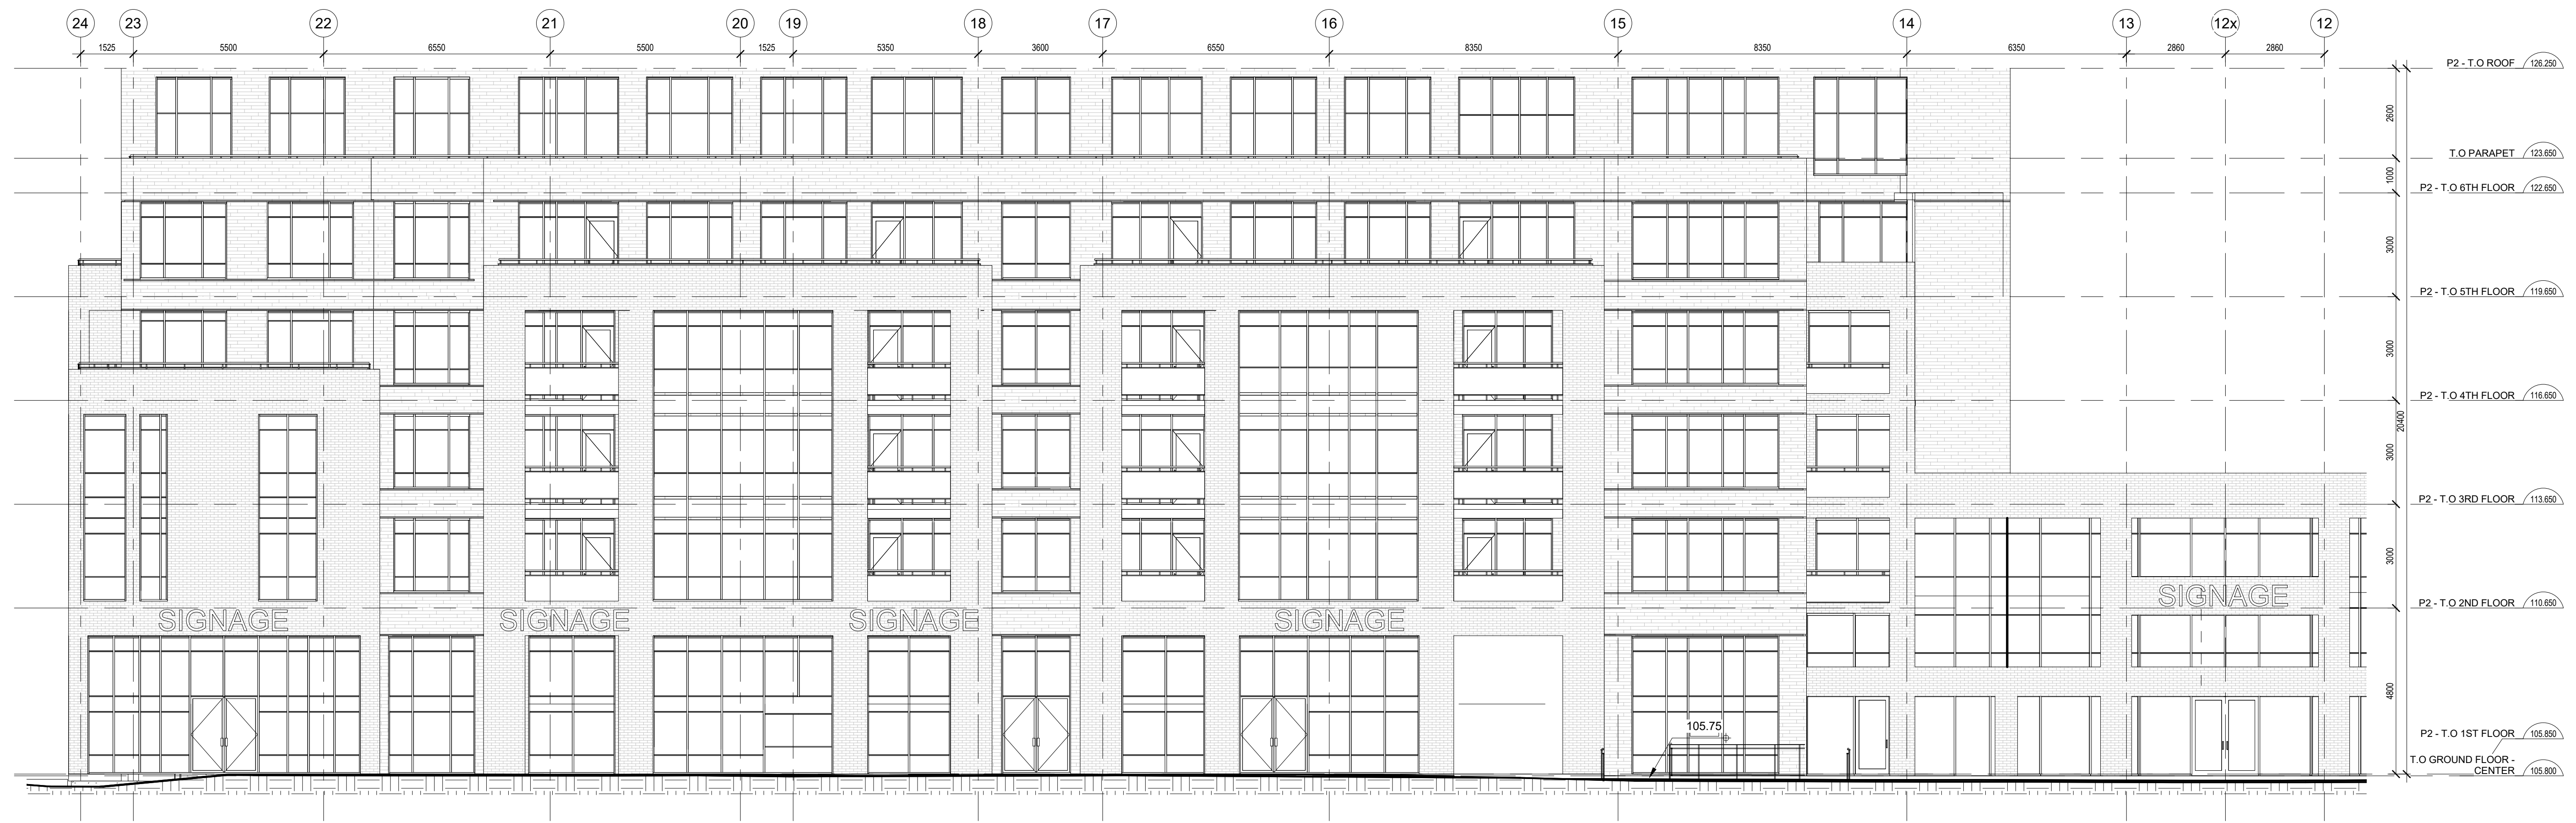 24 23 22 21 20 19 18 17 16 15 14 13 12x 12
1525 5500 6550 5500 1525 5350 3600 6550 8350 8350 6350 2860 2860
P2 - T.O ROOF 126.250
2600
T.O PARAPET 123.650
1000
P2 - T.O 6TH FLOOR 122.650
3000
P2 - T.O 5TH FLOOR 119.650
3000
P2 - T.O 4TH FLOOR 116.650
20400
3000
P2 - T.O 3RD FLOOR 113.650
3000
SIGNAGE
P2 - T.O 2ND FLOOR 110.650
SIGNAGE SIGNAGE SIGNAGE SIGNAGE
4800
105.75
P2 - T.O 1ST FLOOR 105.850
T.O GROUND FLOOR -
CENTER 105.800